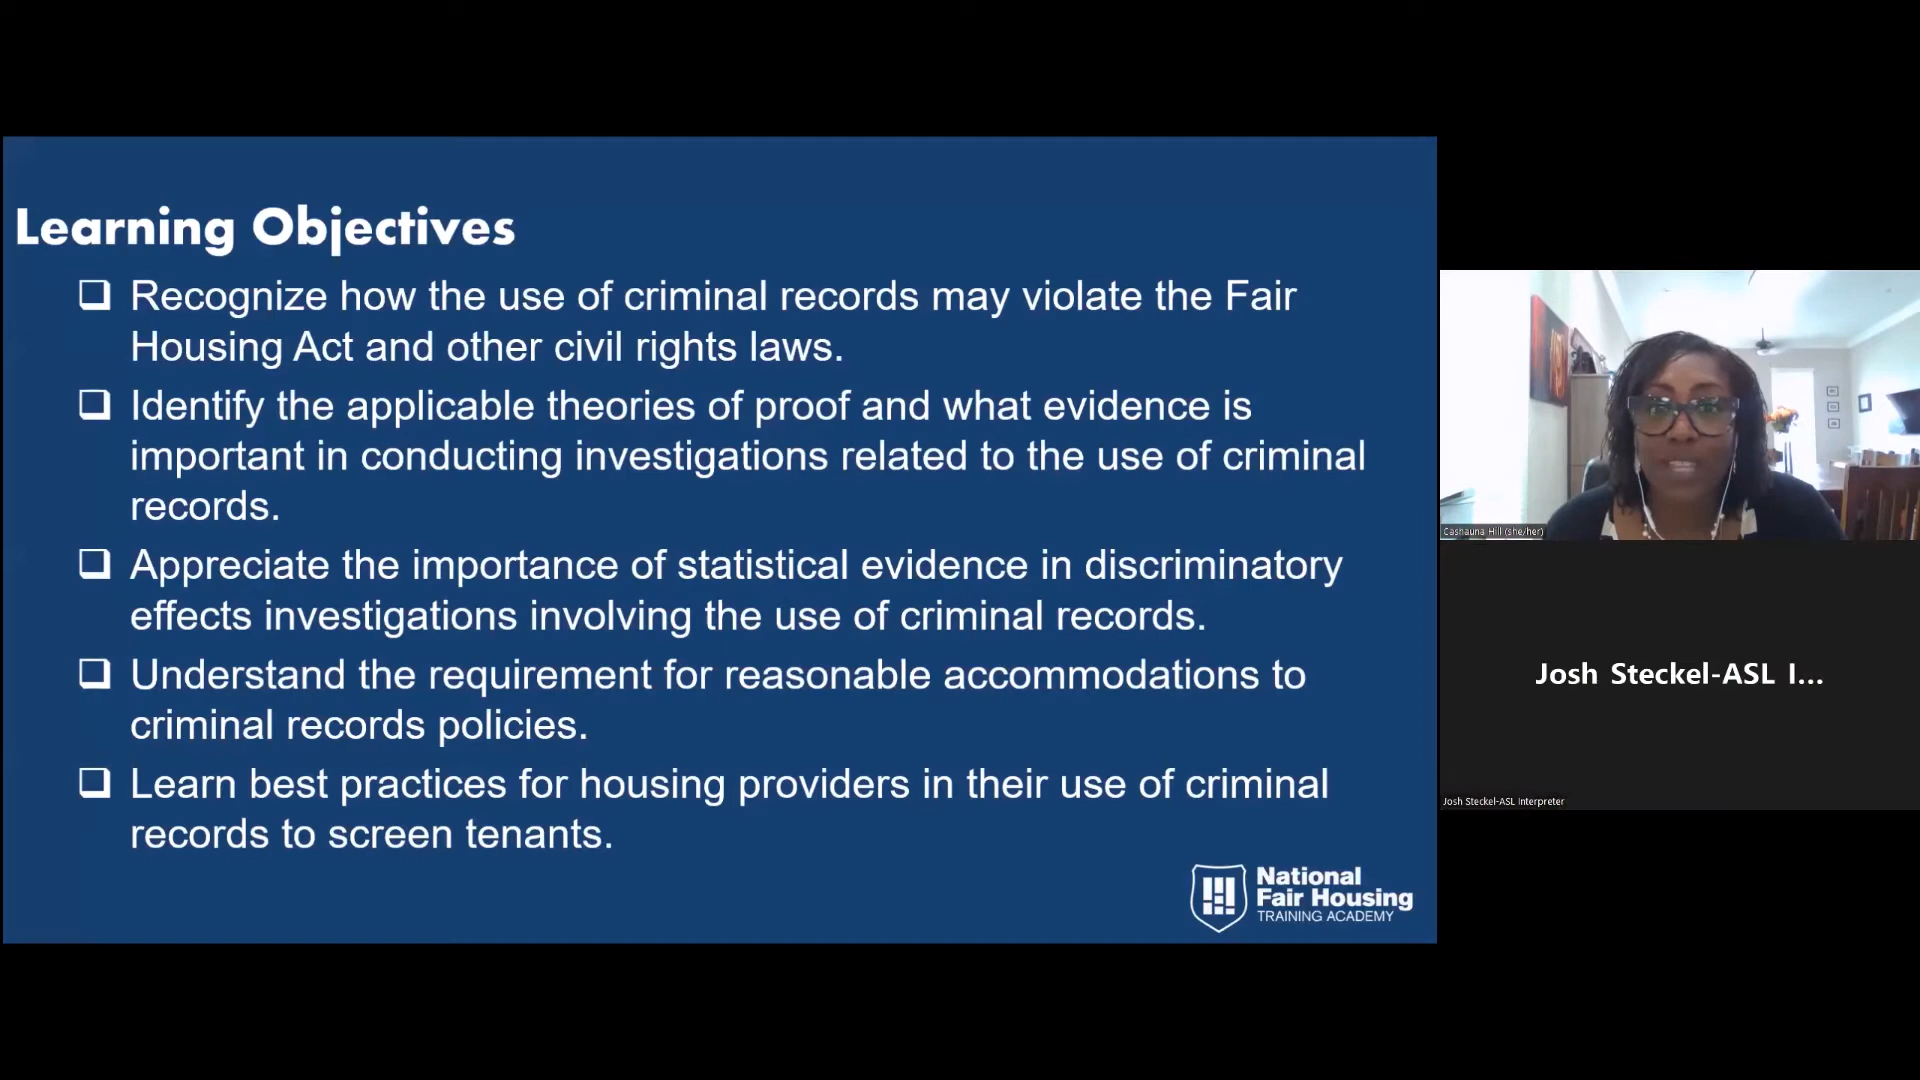 Learning Objectives
❑ Recognize how the use of criminal records may violate the Fair
Housing Act and other civil rights laws.
❑ Identify the applicable theories of proof and what evidence is
important in conducting investigations related to the use of criminal
records.
❑ Appreciate the importance of statistical evidence in discriminatory
effects investigations involving the use of criminal records.
❑ Understand the requirement for reasonable accommodations to
criminal records policies.
❑ Learn best practices for housing providers in their use of criminal
records to screen tenants.
National
Fair Housing
TRAINING ACADEMY
Cashauna Hill (she/her)
Josh Steckel-ASL I...
Josh Steckel-ASL Interpreter